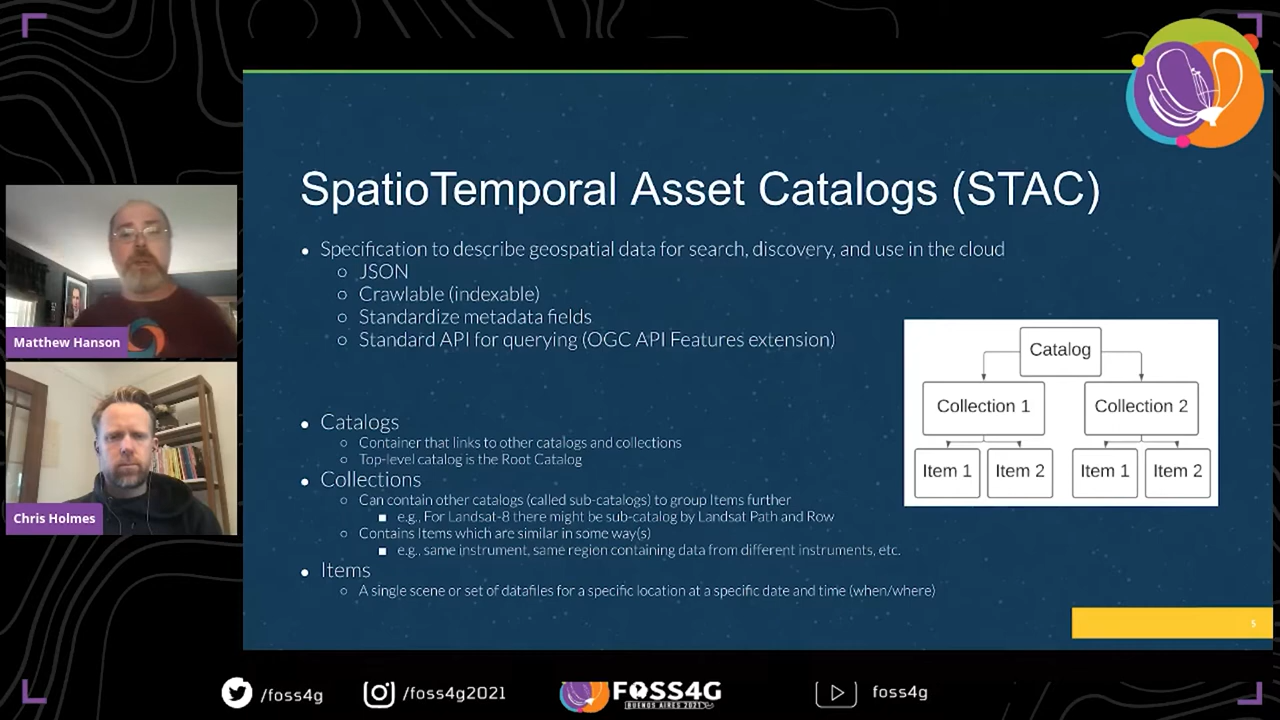 SpatioTemporal Asset Catalogs (STAC)
• Specification to describe geospatial data for search, discovery, and use in the cloud
○ JSON
○ Crawlable (indexable)
○ Standardize metadata fields
○ Standard API for querying (OGC API Features extension)
• Catalogs
○ Container that links to other catalogs and collections
○ Top-level catalog is the Root Catalog
• Collections
○ Can contain other catalogs (called sub-catalogs) to group Items further
■ e.g., For Landsat-8 there might be sub-catalog by Landsat Path and Row
○ Contains Items which are similar in some way(s)
■ e.g., same instrument, same region containing data from different instruments, etc.
• Items
○ A single scene or set of datafiles for a specific location at a specific date and time (when/where)
Catalog
Collection 1
Collection 2
Item 1
Item 2
Item 1
Item 2
5
Matthew Hanson
Chris Holmes
/foss4g
/foss4g2021
FOSS4G
BUENOS AIRES 2021
foss4g